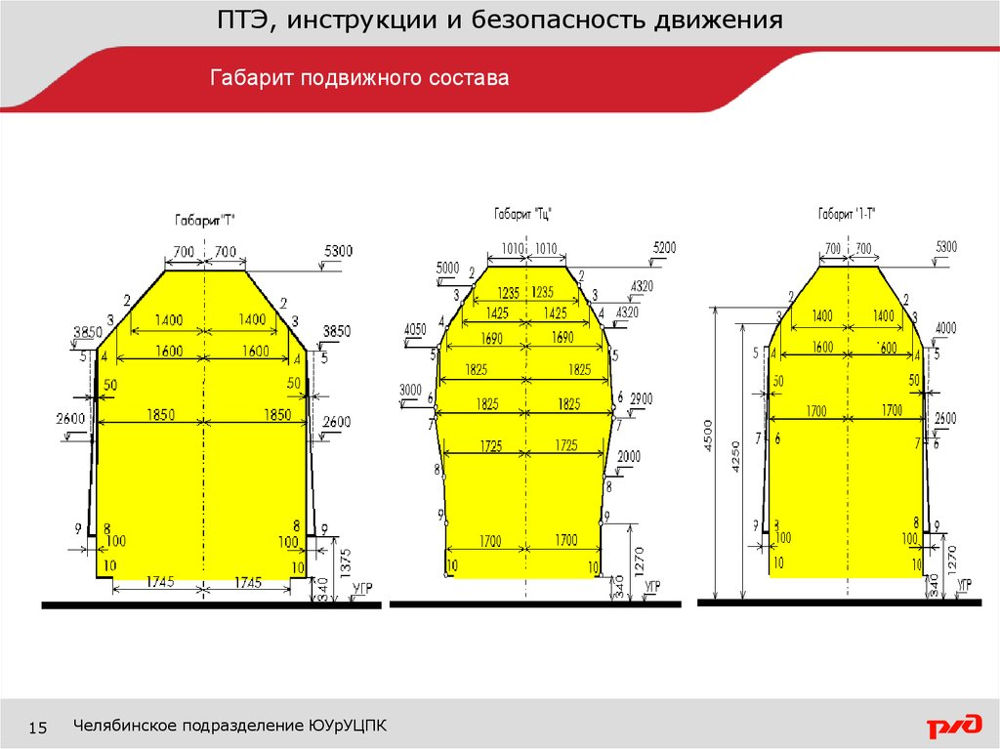 ПТЭ, инструкции и безопасность движения
Габарит подвижного состава
Габарит"Т"
700 700 5300
2 2
3 1400 1400 3
3850 3850
5 4 1600 1600 4 5
50 50
2600 1850 1850 2600
9 8 8 9
100 100
10 10
1745 1745 340 1375 УГР
Габарит "Тц"
1010 1010 5200
5000 2 2
3 1235 1235 3 4320
4 1425 1425 4 4320
4050 1690 1690
5 5
1825 1825
3000 6 1825 1825 6 2900
7 7
1725 1725 2000
8 8
9 9
1700 1700
10 10
340 1270 УГР
Габарит '1-Т"
700 700 5300
2 2
3 1400 1400 3
4000
5 4 1600 1600 4 5
50 50
1700 1700 2600
7 6 7 6
4500 4250
9 8 8 9
100 100
10 10
340 1270 УГР
15 Челябинское подразделение ЮУрУЦПК
РЖД